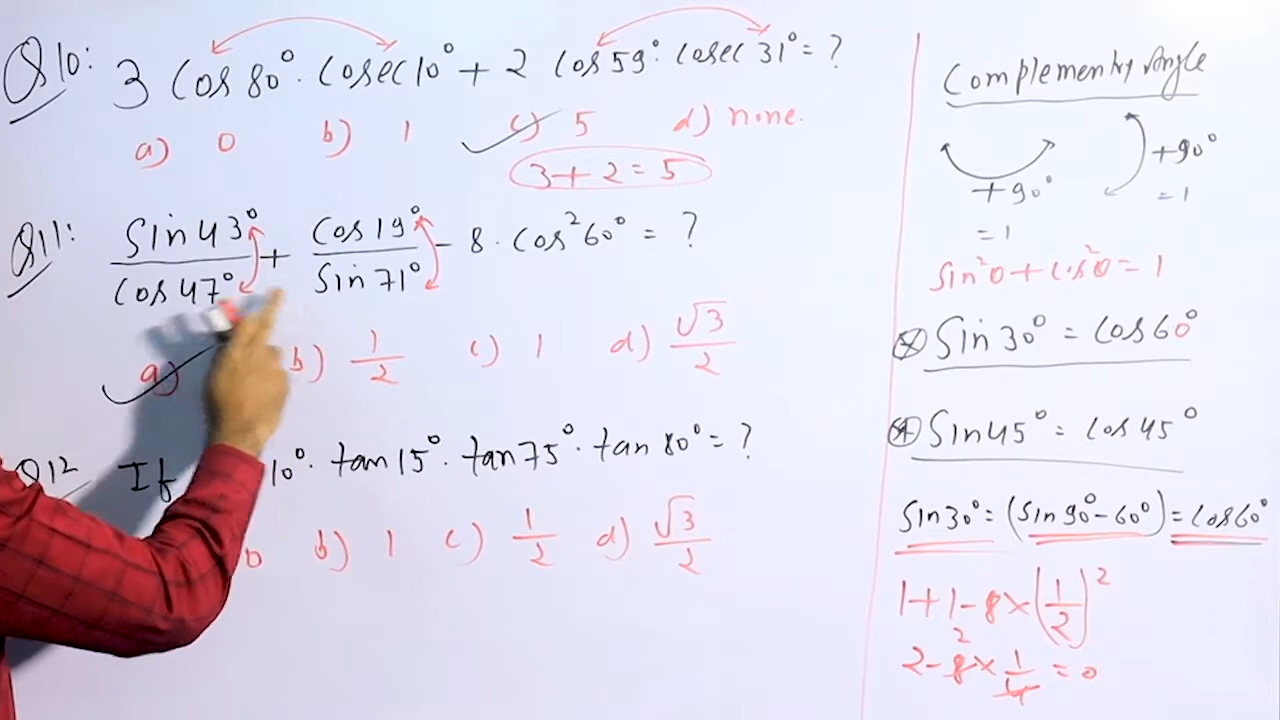 Q10: 3 Cos 80° · Cosec 10° + 2 Cos 59° · Cosec 31° = ?
a) 0 b) 1 c) 5 d) none.
3 + 2 = 5
Q11: Sin 43° / Cos 47° + Cos 19° / Sin 71° - 8 · Cos² 60° = ?
a) b) 1/2 c) 1 d) √3/2
Q12 If 10° · tan 15° · tan 75° · tan 80° = ?
0 b) 1 c) 1/2 d) √3/2
Complementry Angle
+90° = 1
+90° = 1
Sin²θ + Cos²θ = 1
Sin 30° = Cos 60°
Sin 45° = Cos 45°
Sin 30° = (Sin 90° - 60°) = Cos 60°
1 + 1 - 8 × (1/2)²
2 - 8 × 1/4 = 0
2